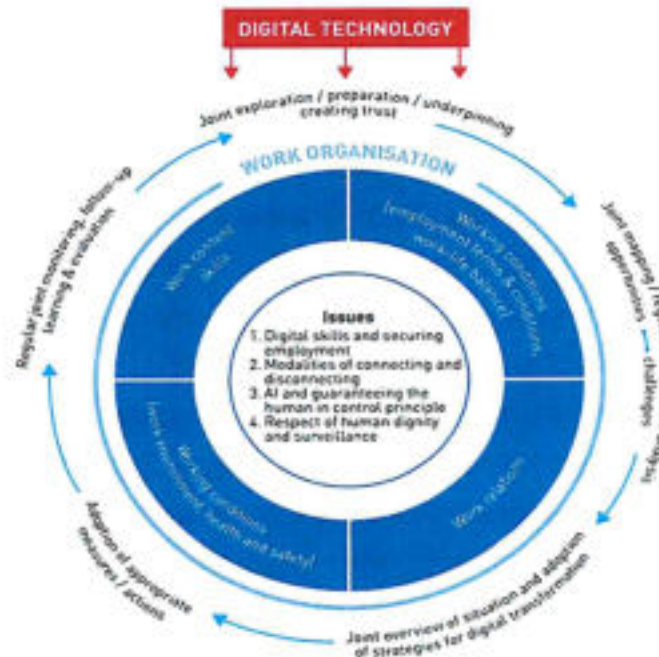 DIGITAL TECHNOLOGY
Joint exploration / preparation / underpinning
creating trust
WORK ORGANISATION
Regular joint monitoring, follow-up
learning & evaluation
Joint mapping /
opportunities
challenges
Work content
skills
Working conditions
(employment terms & conditions,
work-life balance)
Issues
1. Digital skills and securing
employment
2. Modalities of connecting and
disconnecting
3. AI and guaranteeing the
human in control principle
4. Respect of human dignity
and surveillance
Working conditions
(work environment, health and safety)
Work relations
Adoption of appropriate
measures / actions
Joint overview of situation and adoption
of strategies for digital transformation